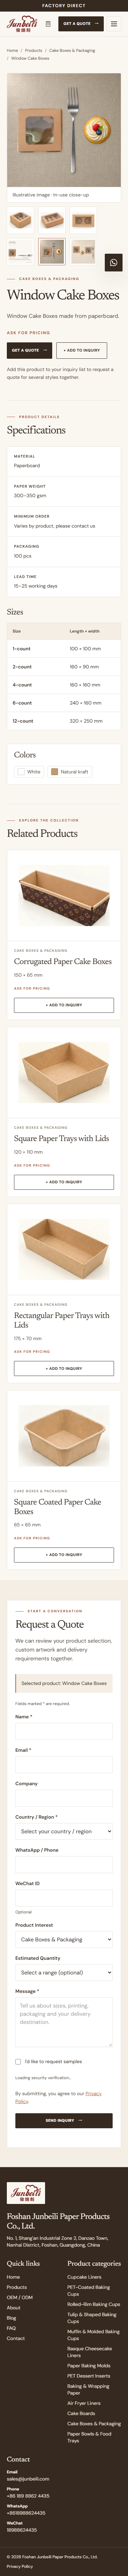 FACTORY DIRECT
Junbeili
俊倍利
GET A QUOTE →
Home / Products / Cake Boxes & Packaging
/ Window Cake Boxes
Illustrative image · in-use close-up
CAKE BOXES & PACKAGING
Window Cake Boxes
Window Cake Boxes made from paperboard.
ASK FOR PRICING
GET A QUOTE →
+ ADD TO INQUIRY
Add this product to your inquiry list to request a
quote for several styles together.
PRODUCT DETAILS
Specifications
MATERIAL
Paperboard
PAPER WEIGHT
300–350 gsm
MINIMUM ORDER
Varies by product, please contact us
PACKAGING
100 pcs
LEAD TIME
15–25 working days
Sizes
Size Length × width
1-count 100 × 100 mm
2-count 160 × 90 mm
4-count 160 × 160 mm
6-count 240 × 160 mm
12-count 320 × 250 mm
Colors
White Natural kraft
EXPLORE THE COLLECTION
Related Products
CAKE BOXES & PACKAGING
Corrugated Paper Cake Boxes
150 × 65 mm
ASK FOR PRICING
+ ADD TO INQUIRY
CAKE BOXES & PACKAGING
Square Paper Trays with Lids
120 × 110 mm
ASK FOR PRICING
+ ADD TO INQUIRY
CAKE BOXES & PACKAGING
Rectangular Paper Trays with
Lids
175 × 70 mm
ASK FOR PRICING
+ ADD TO INQUIRY
CAKE BOXES & PACKAGING
Square Coated Paper Cake
Boxes
65 × 65 mm
ASK FOR PRICING
+ ADD TO INQUIRY
START A CONVERSATION
Request a Quote
We can review your product selection,
customization and delivery
requirements together.
Selected product: Window Cake Boxes
Fields marked * are required.
Name *
Email *
Company
Country / Region *
Select your country / region
WhatsApp / Phone
WeChat ID
Optional
Product Interest
Cake Boxes & Packaging
Estimated Quantity
Select a range (optional)
Message *
Tell us about sizes, printing,
packaging and your delivery
destination.
I'd like to request samples
Loading security verification…
By submitting, you agree to our Privacy
Policy.
SEND INQUIRY →
Junbeili
俊倍利
Foshan Junbeili Paper Products
Co., Ltd.
No. 1, Shang'an Industrial Zone 2, Danzao Town,
Nanhai District, Foshan, Guangdong, China
Quick links
Home
Products
OEM / ODM
About
Blog
FAQ
Contact
Product categories
Cupcake Liners
PET-Coated Baking
Cups
Rolled-Rim Baking Cups
Tulip & Shaped Baking
Cups
Muffin & Molded Baking
Cups
Basque Cheesecake
Liners
Paper Baking Molds
PET Dessert Inserts
Baking & Wrapping
Paper
Air Fryer Liners
Cake Boards
Cake Boxes & Packaging
Paper Bowls & Food
Trays
Contact
Email
sales@junbeili.com
Phone
+86 189 8862 4435
WhatsApp
+8618988624435
WeChat
18988624435
© 2026 Foshan Junbeili Paper Products Co., Ltd.
Privacy Policy